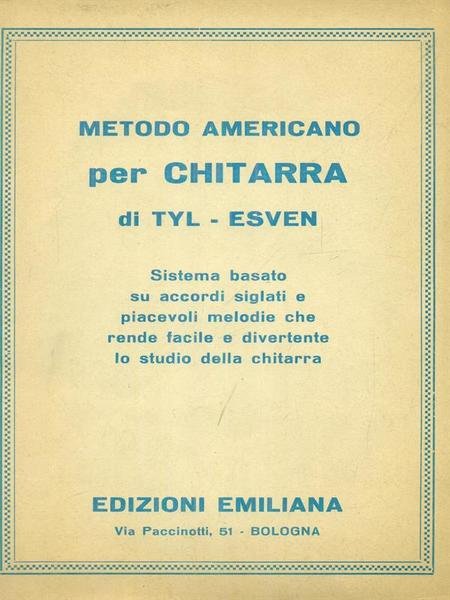 METODO AMERICANO
per CHITARRA
di TYL - ESVEN
Sistema basato
su accordi siglati e
piacevoli melodie che
rende facile e divertente
lo studio della chitarra
EDIZIONI EMILIANA
Via Paccinotti, 51 - BOLOGNA